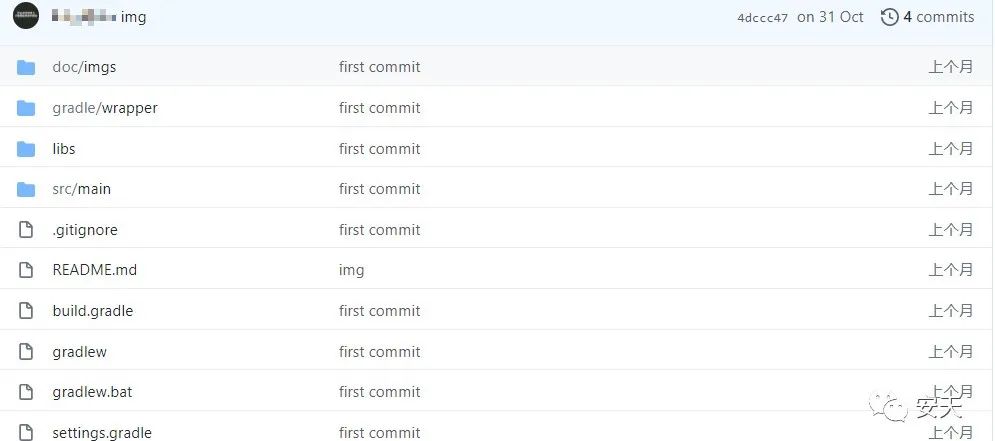 img 4dccc47 on 31 Oct 4 commits
doc/imgs first commit 上个月
gradle/wrapper first commit 上个月
libs first commit 上个月
src/main first commit 上个月
.gitignore first commit 上个月
README.md img 上个月
build.gradle first commit 上个月
gradlew first commit 上个月
gradlew.bat first commit 上个月
安天
settings.gradle first commit 上个月